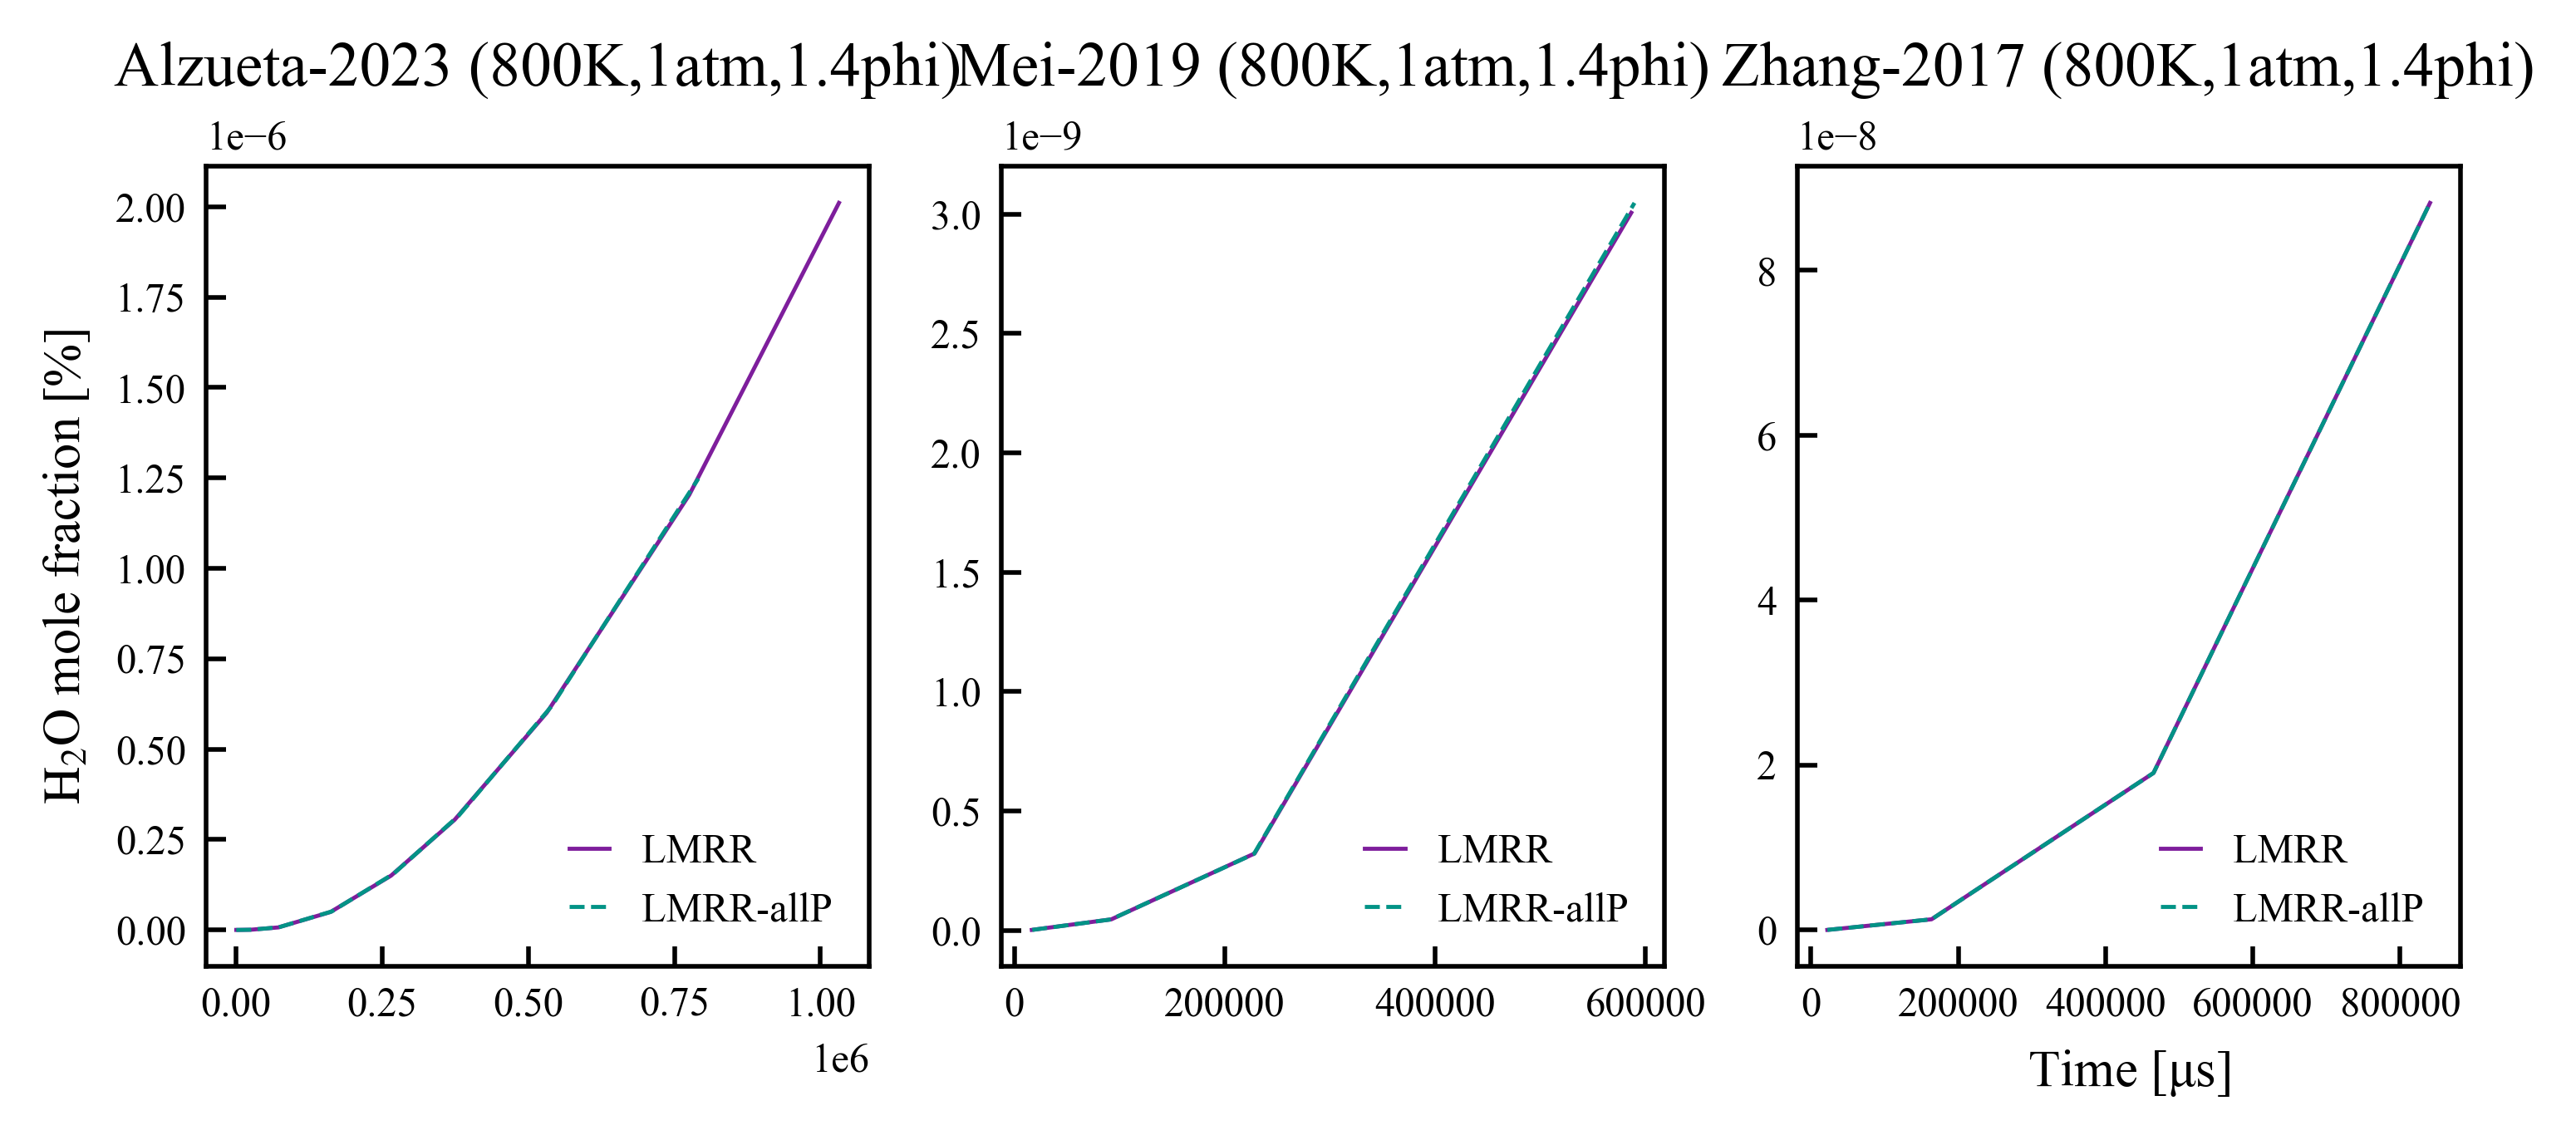 Alzueta-2023 (800K,1atm,1.4phi)
Mei-2019 (800K,1atm,1.4phi)
Zhang-2017 (800K,1atm,1.4phi)
1e−6
1e−9
1e−8
H₂O mole fraction [%]
2.00
1.75
1.50
1.25
1.00
0.75
0.50
0.25
0.00
LMRR
LMRR-allP
0.00 0.25 0.50 0.75 1.00
1e6
3.0
2.5
2.0
1.5
1.0
0.5
0.0
LMRR
LMRR-allP
0 200000 400000 600000
8
6
4
2
0
LMRR
LMRR-allP
0 200000 400000 600000 800000
Time [μs]